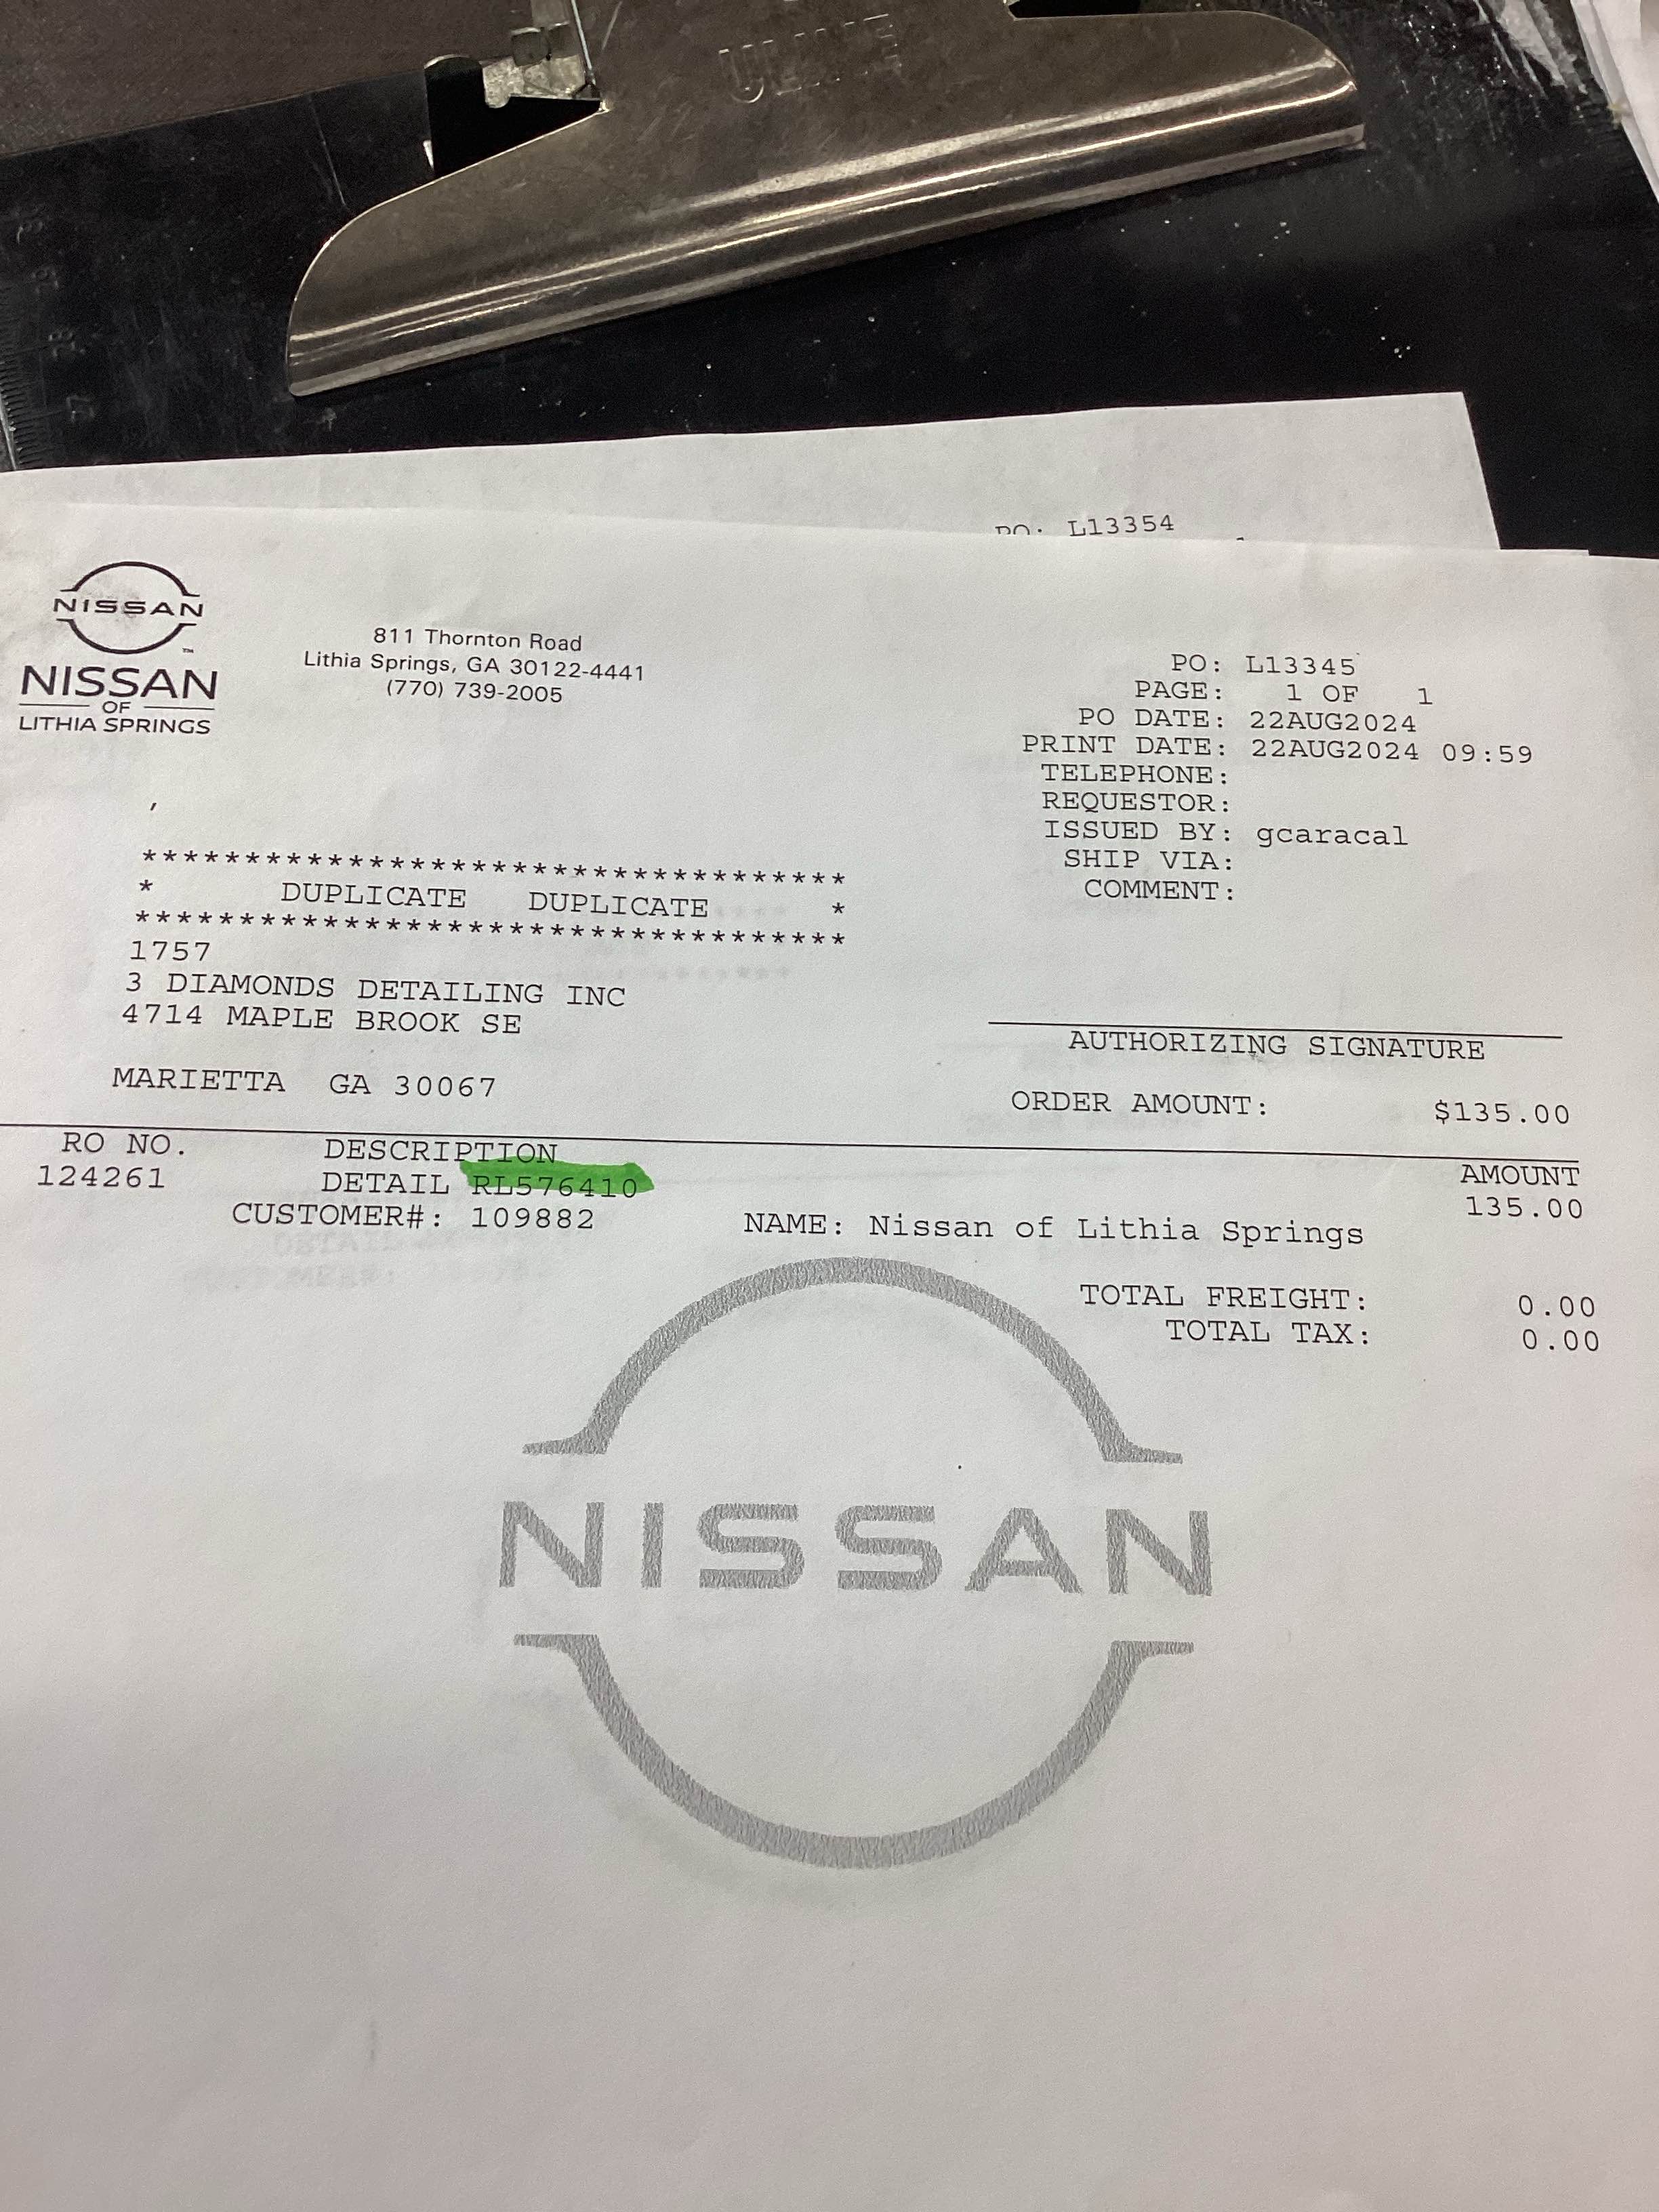 ULINE
PO: L13354
NISSAN
NISSAN
OF
LITHIA SPRINGS
811 Thornton Road
Lithia Springs, GA 30122-4441
(770) 739-2005
PO: L13345
PAGE: 1 OF 1
PO DATE: 22AUG2024
PRINT DATE: 22AUG2024 09:59
TELEPHONE:
REQUESTOR:
ISSUED BY: gcaracal
SHIP VIA:
COMMENT:
,
**********************************
* DUPLICATE DUPLICATE *
**********************************
1757
3 DIAMONDS DETAILING INC
4714 MAPLE BROOK SE
MARIETTA GA 30067
AUTHORIZING SIGNATURE
ORDER AMOUNT: $135.00
RO NO. DESCRIPTION AMOUNT
124261 DETAIL RL576410 135.00
CUSTOMER#: 109882 NAME: Nissan of Lithia Springs
TOTAL FREIGHT: 0.00
TOTAL TAX: 0.00
NISSAN